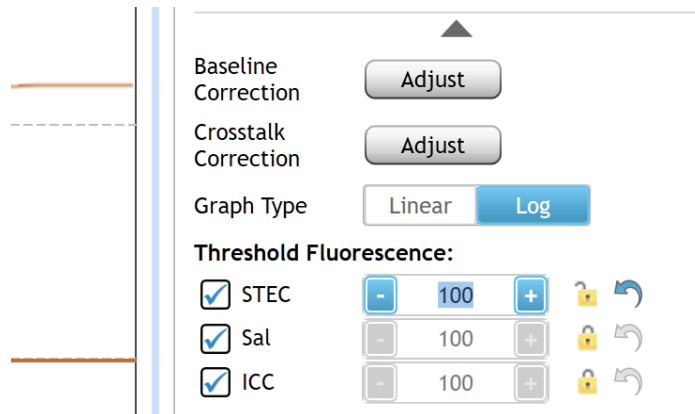 Baseline
Correction
Adjust
Crosstalk
Correction
Adjust
Graph Type
Linear
Log
Threshold Fluorescence:
STEC - 100 +
Sal - 100 +
ICC - 100 +